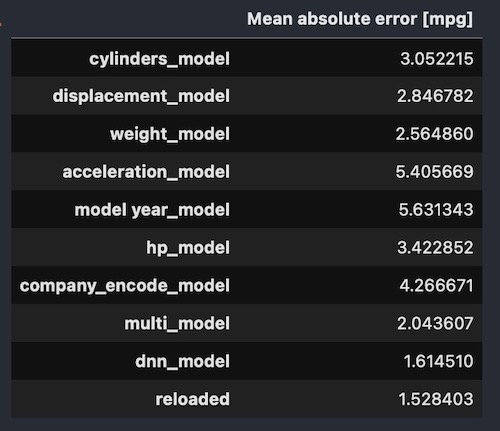 Mean absolute error [mpg]
cylinders_model 3.052215
displacement_model 2.846782
weight_model 2.564860
acceleration_model 5.405669
model year_model 5.631343
hp_model 3.422852
company_encode_model 4.266671
multi_model 2.043607
dnn_model 1.614510
reloaded 1.528403